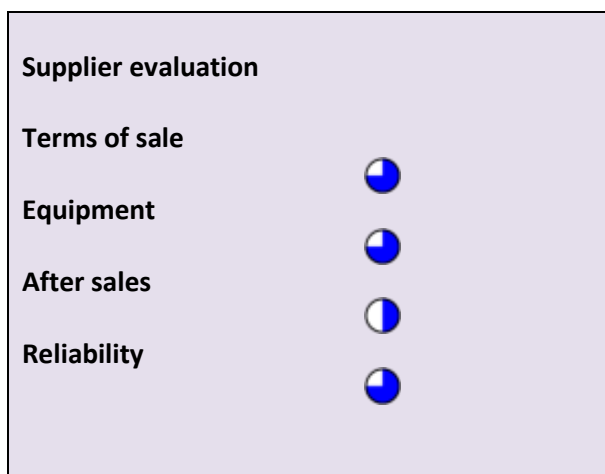 Supplier evaluation
Terms of sale
Equipment
After sales
Reliability